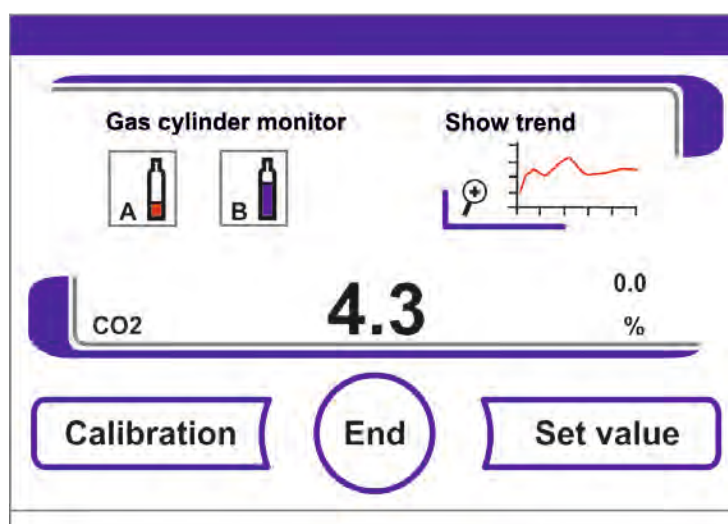 Gas cylinder monitor
Show trend
A
B
0.0
CO2
4.3
%
Calibration
End
Set value